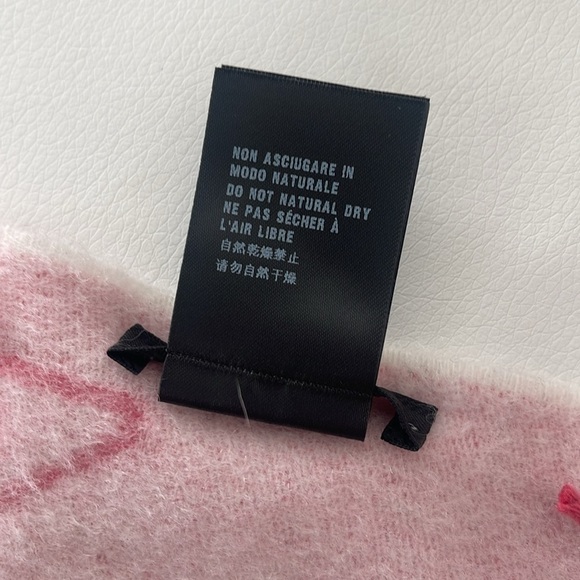 NON ASCIUGARE IN
MODO NATURALE
DO NOT NATURAL DRY
NE PAS SÉCHER À
L'AIR LIBRE
自然乾燥禁止
请勿自然干燥